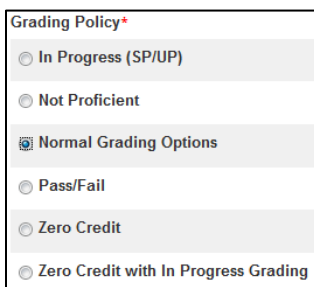 Grading Policy*
In Progress (SP/UP)
Not Proficient
Normal Grading Options
Pass/Fail
Zero Credit
Zero Credit with In Progress Grading